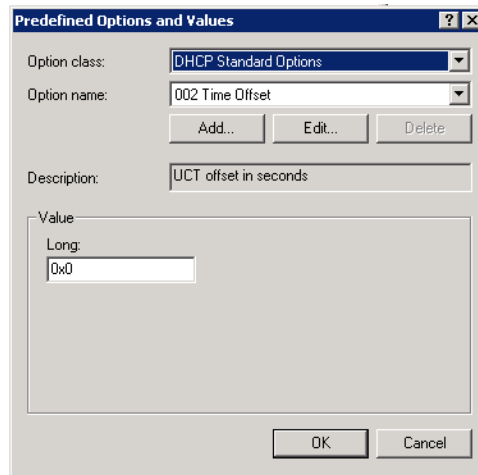 Predefined Options and Values
Option class: DHCP Standard Options
Option name: 002 Time Offset
Add... Edit... Delete
Description: UCT offset in seconds
Value
Long:
0x0
OK Cancel